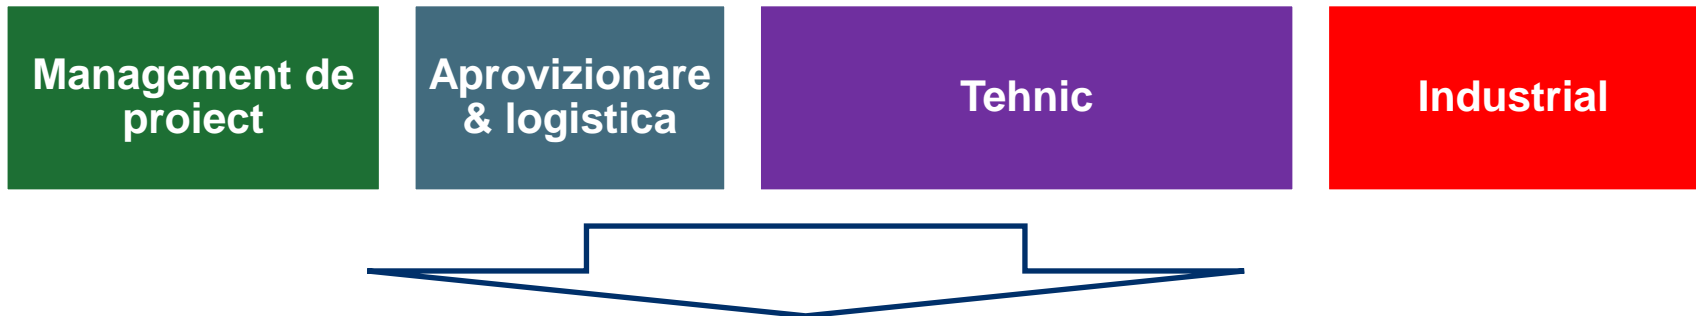 Management de
proiect
Aprovizionare
& logistica
Tehnic
Industrial